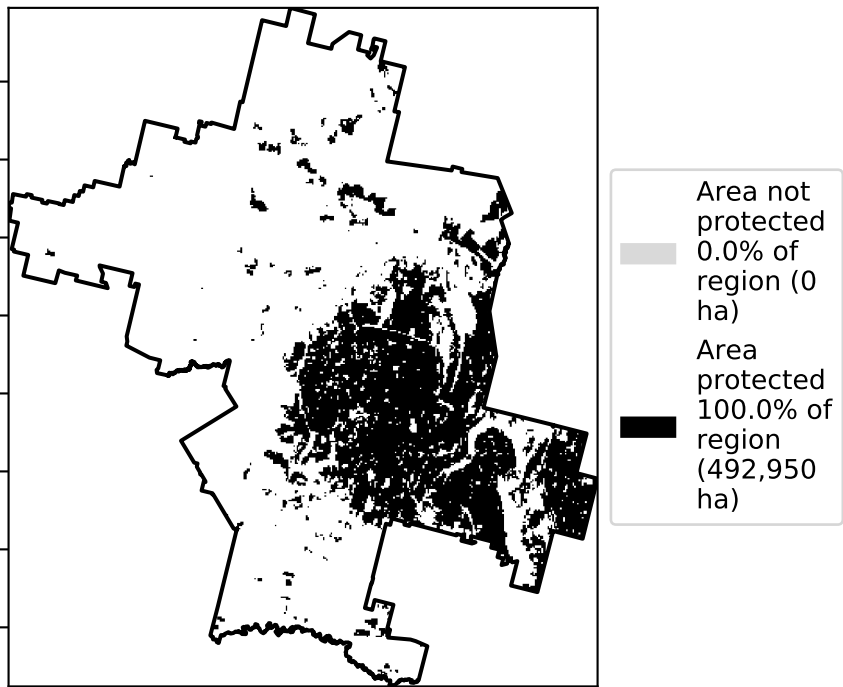 Area not
protected
0.0% of
region (0
ha)
Area
protected
100.0% of
region
(492,950
ha)